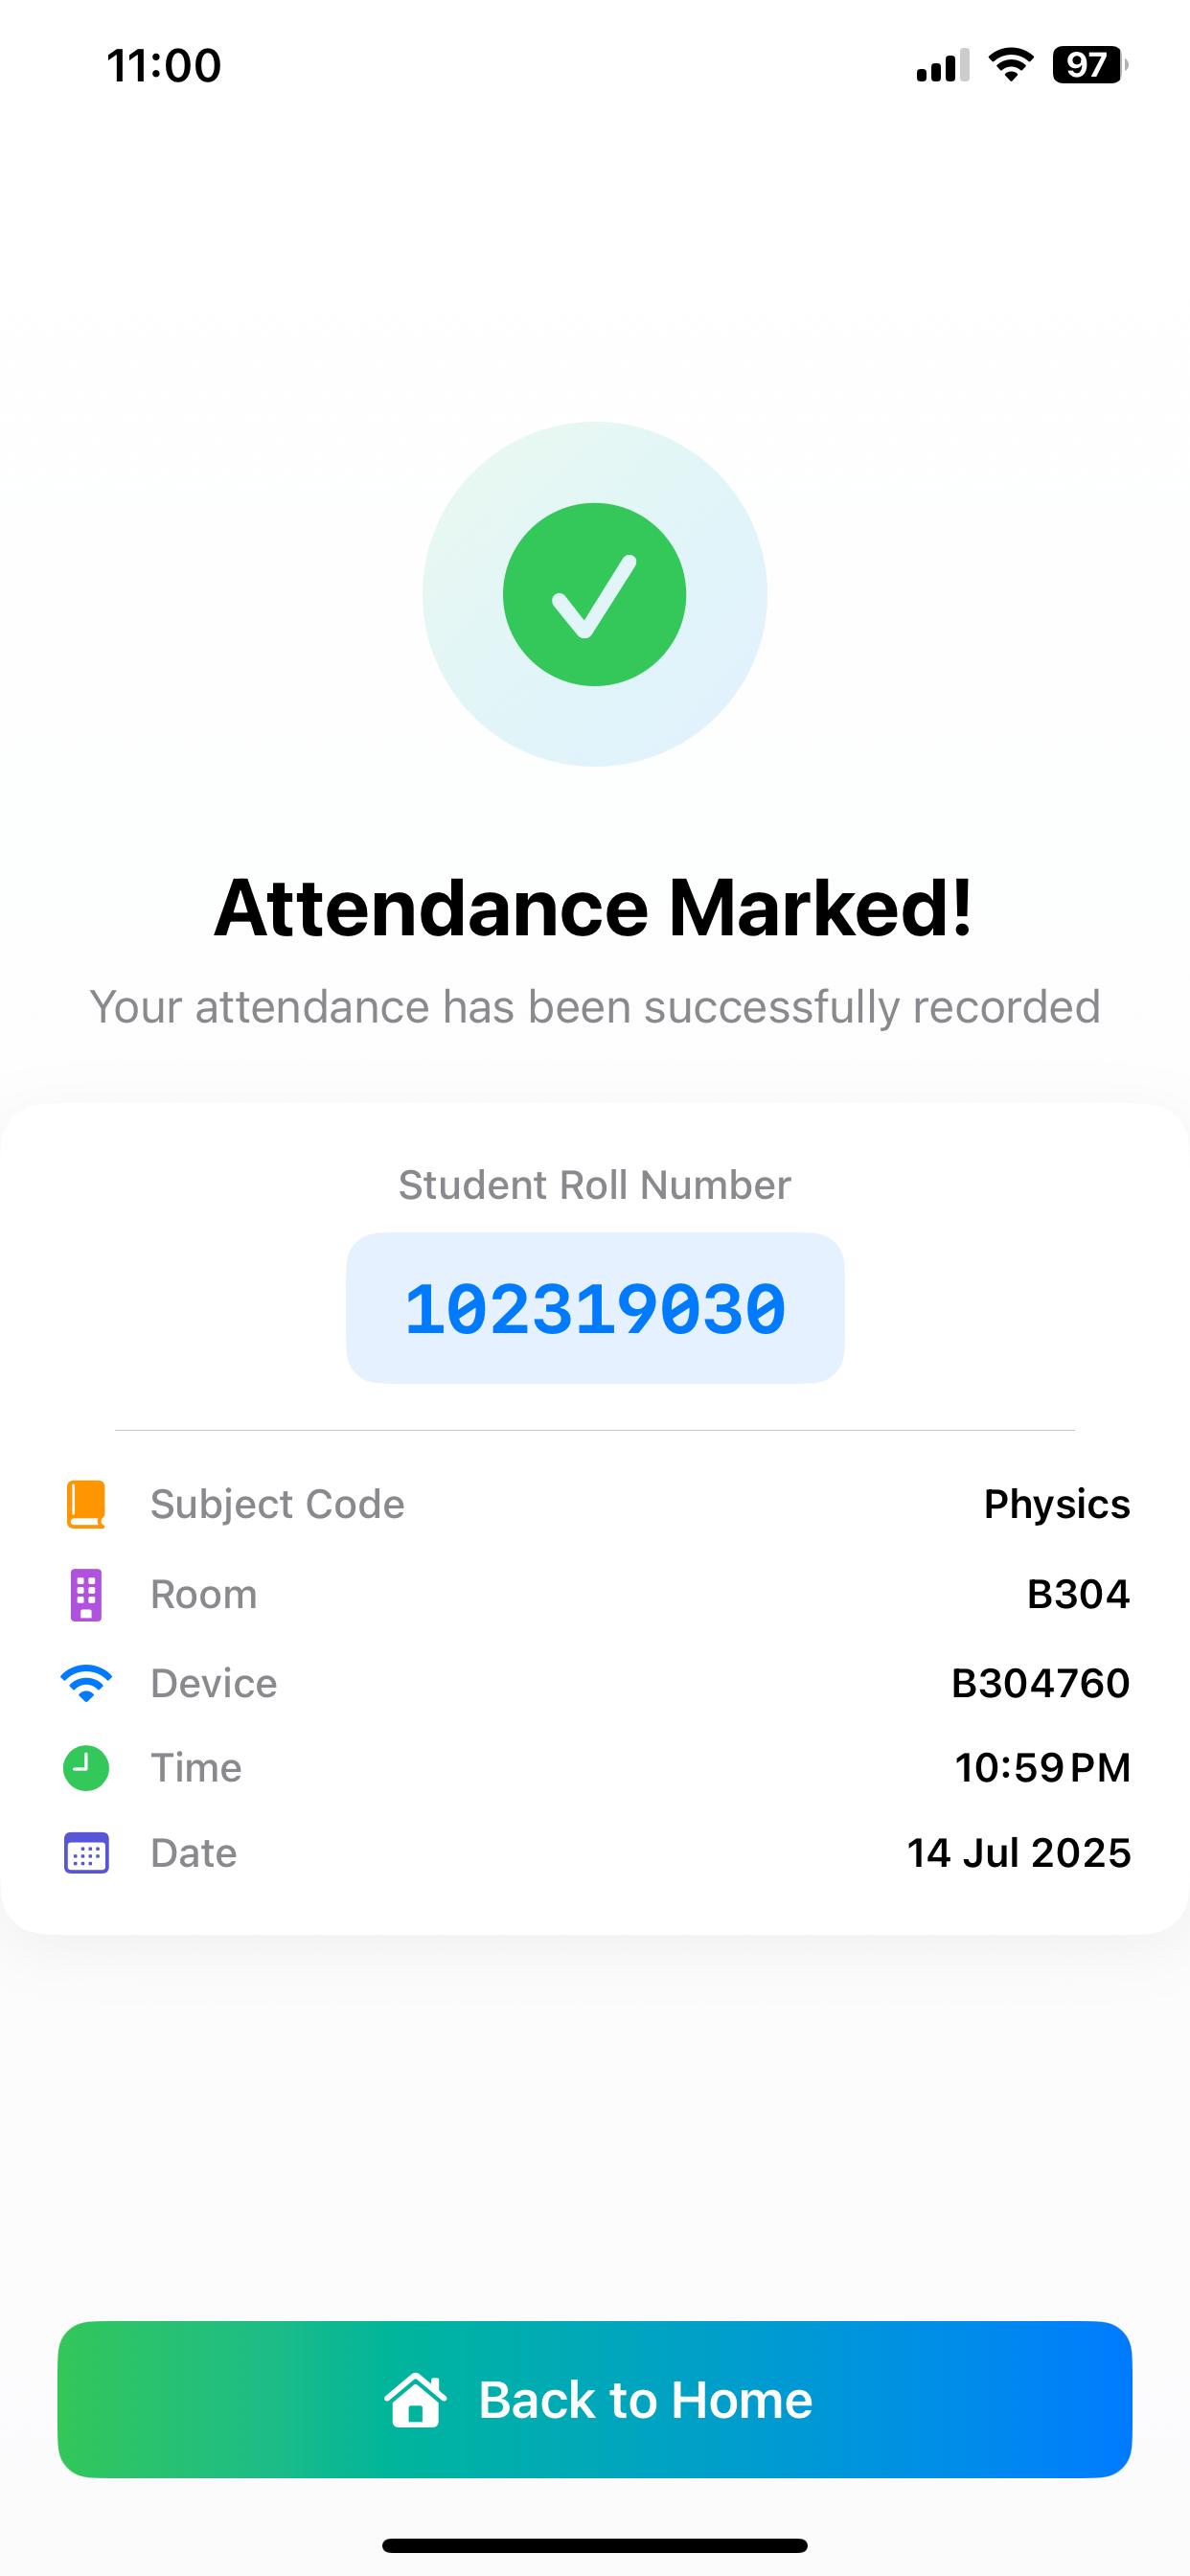 11:00
97
Attendance Marked!
Your attendance has been successfully recorded
Student Roll Number
102319030
Subject Code Physics
Room B304
Device B304760
Time 10:59 PM
Date 14 Jul 2025
Back to Home